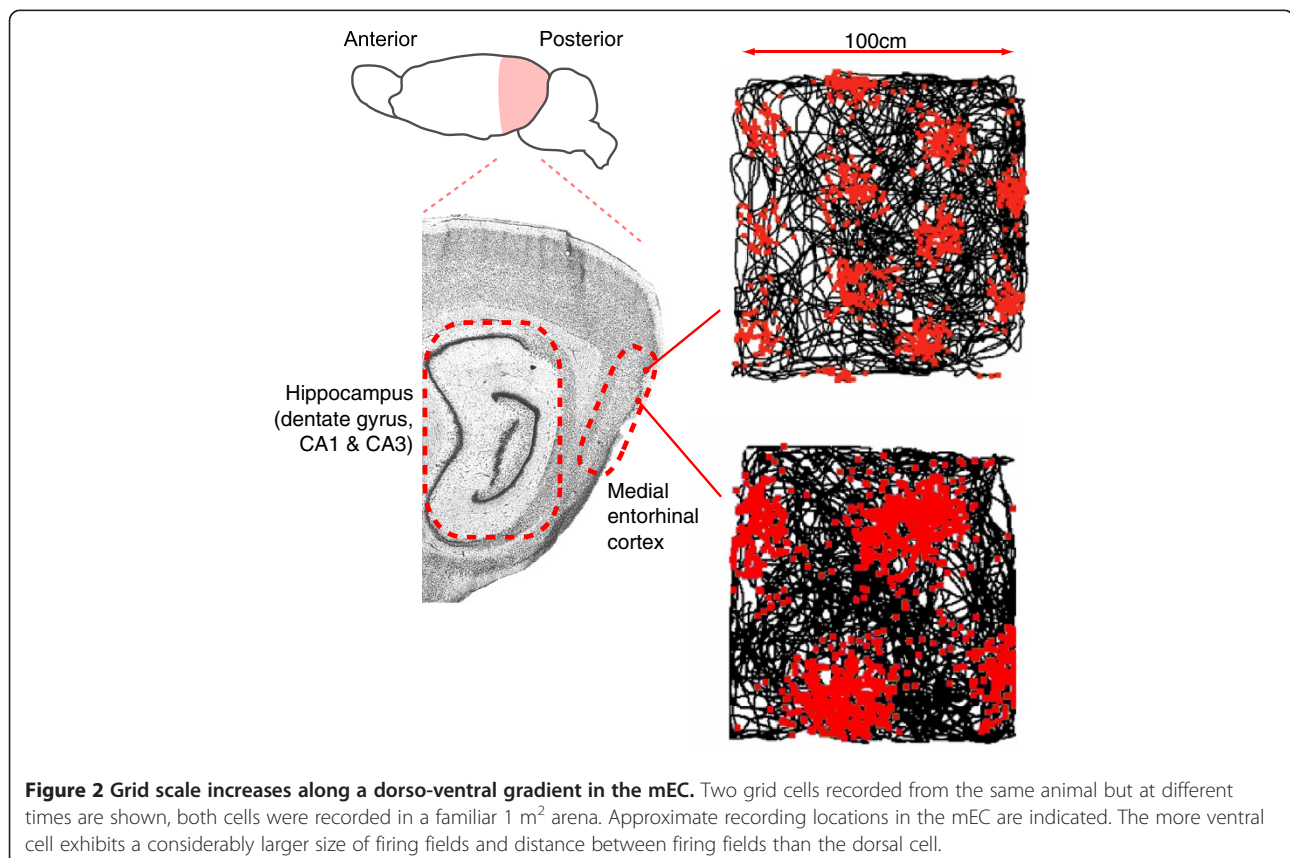 Anterior
Posterior
100cm
Hippocampus
(dentate gyrus,
CA1 & CA3)
Medial
entorhinal
cortex
Figure 2 Grid scale increases along a dorso-ventral gradient in the mEC. Two grid cells recorded from the same animal but at different
times are shown, both cells were recorded in a familiar 1 m² arena. Approximate recording locations in the mEC are indicated. The more ventral
cell exhibits a considerably larger size of firing fields and distance between firing fields than the dorsal cell.